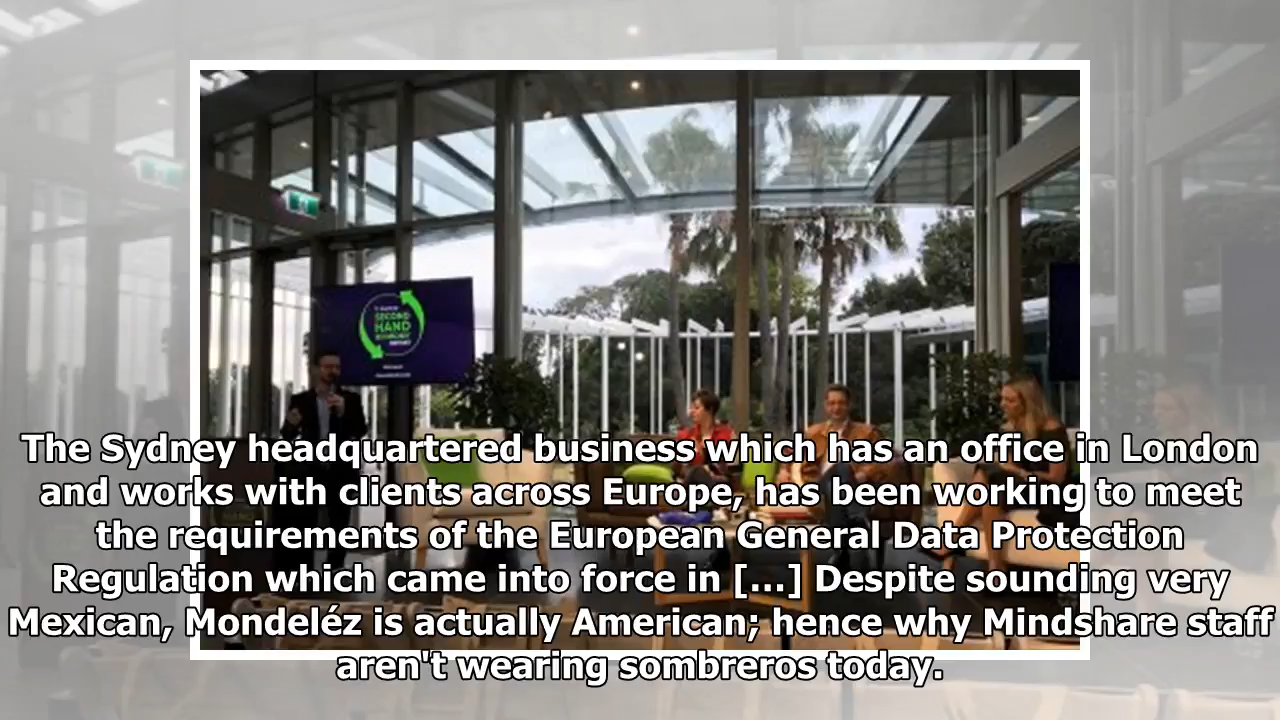 SECOND
HAND
The Sydney headquartered business which has an office in London
and works with clients across Europe, has been working to meet
the requirements of the European General Data Protection
Regulation which came into force in [...] Despite sounding very
Mexican, Mondeléz is actually American; hence why Mindshare staff
aren't wearing sombreros today.